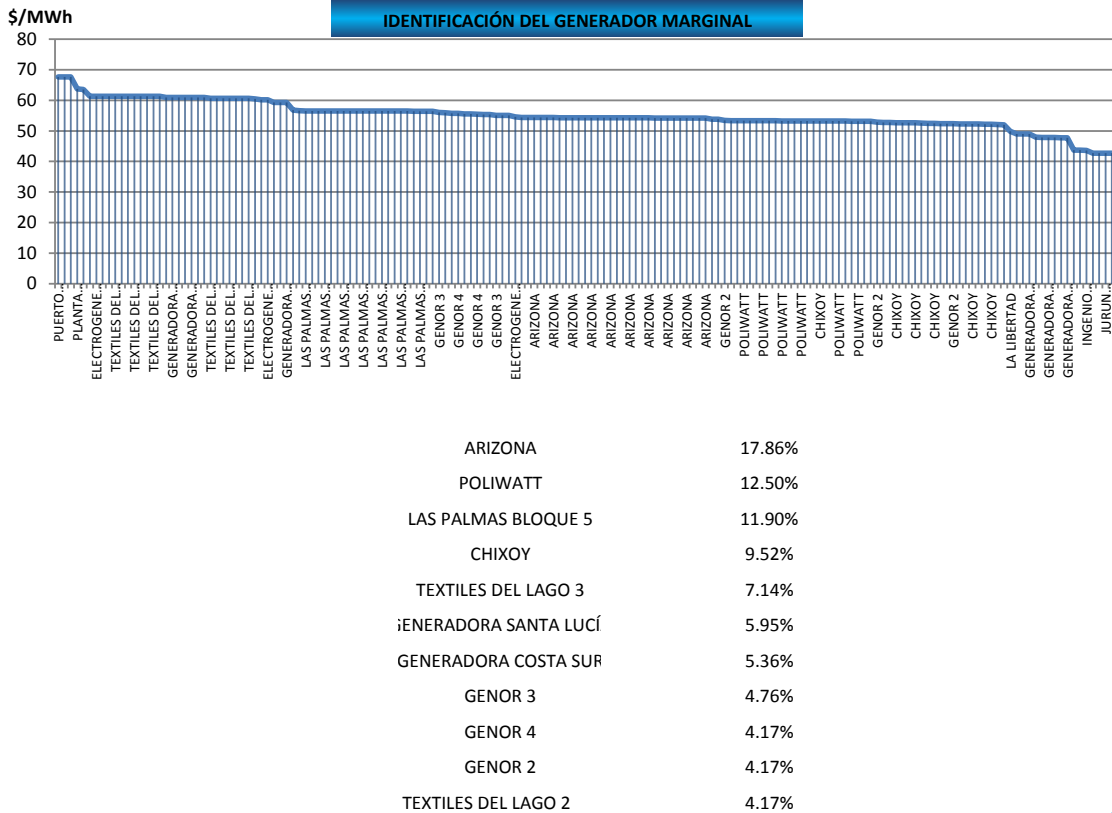 $/MWh
IDENTIFICACIÓN DEL GENERADOR MARGINAL
80
70
60
50
40
30
20
10
0
PUERTO...
PLANTA...
ELECTROGENE...
TEXTILES DEL...
TEXTILES DEL...
TEXTILES DEL...
GENERADORA...
GENERADORA...
TEXTILES DEL...
TEXTILES DEL...
TEXTILES DEL...
ELECTROGENE...
GENERADORA...
LAS PALMAS...
LAS PALMAS...
LAS PALMAS...
LAS PALMAS...
LAS PALMAS...
LAS PALMAS...
LAS PALMAS...
GENOR 3
GENOR 4
GENOR 4
GENOR 3
ELECTROGENE...
ARIZONA
ARIZONA
ARIZONA
ARIZONA
ARIZONA
ARIZONA
ARIZONA
ARIZONA
ARIZONA
ARIZONA
GENOR 2
POLIWATT
POLIWATT
POLIWATT
POLIWATT
CHIXOY
POLIWATT
POLIWATT
GENOR 2
CHIXOY
CHIXOY
CHIXOY
GENOR 2
CHIXOY
CHIXOY
LA LIBERTAD
GENERADORA...
GENERADORA...
GENERADORA...
INGENIO...
JURUN...
ARIZONA 17.86%
POLIWATT 12.50%
LAS PALMAS BLOQUE 5 11.90%
CHIXOY 9.52%
TEXTILES DEL LAGO 3 7.14%
ENERADORA SANTA LUCÍ 5.95%
GENERADORA COSTA SUR 5.36%
GENOR 3 4.76%
GENOR 4 4.17%
GENOR 2 4.17%
TEXTILES DEL LAGO 2 4.17%